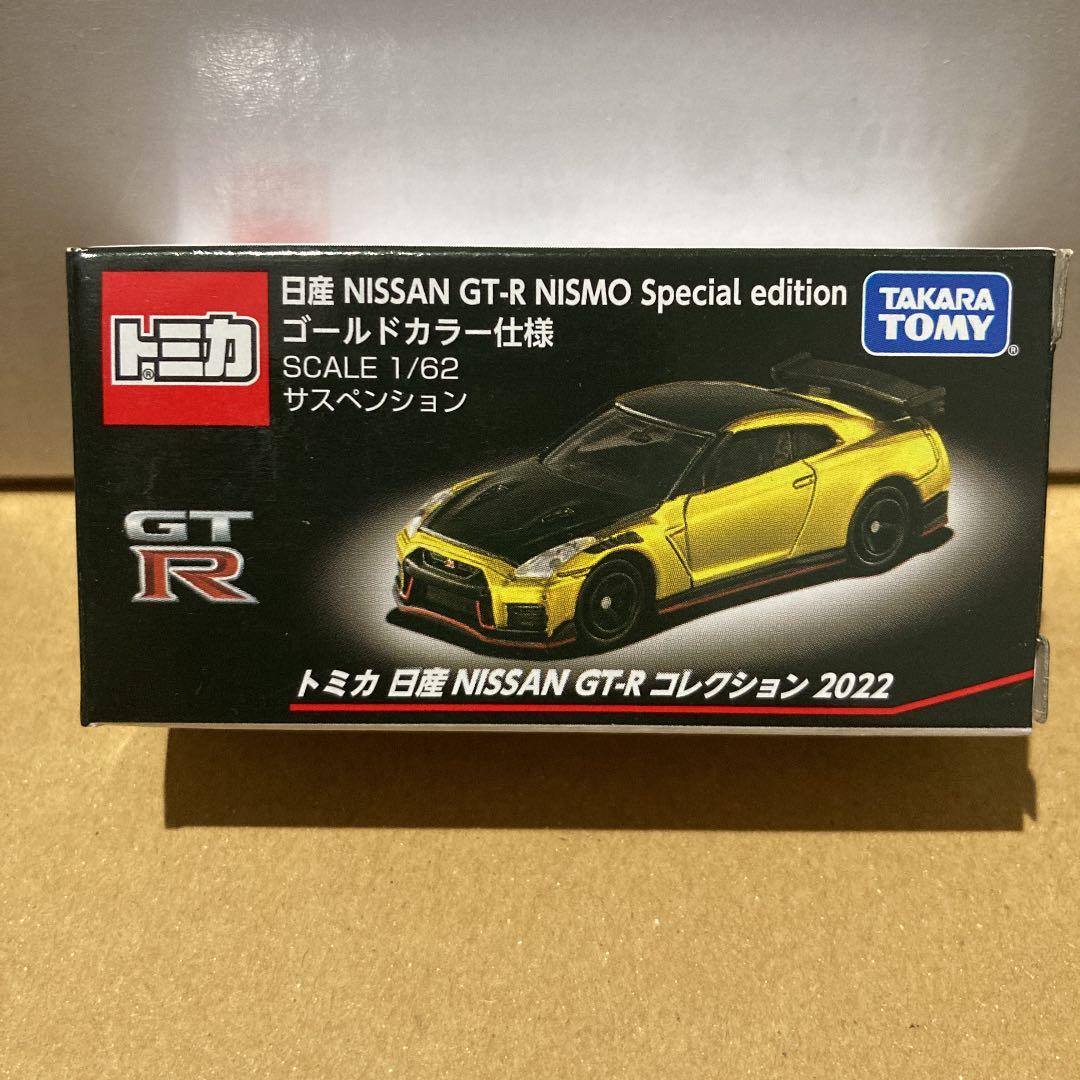 トミカ
日産 NISSAN GT-R NISMO Special edition
ゴールドカラー仕様
SCALE 1/62
サスペンション
TAKARA
TOMY
GT
R
トミカ 日産 NISSAN GT-R コレクション 2022